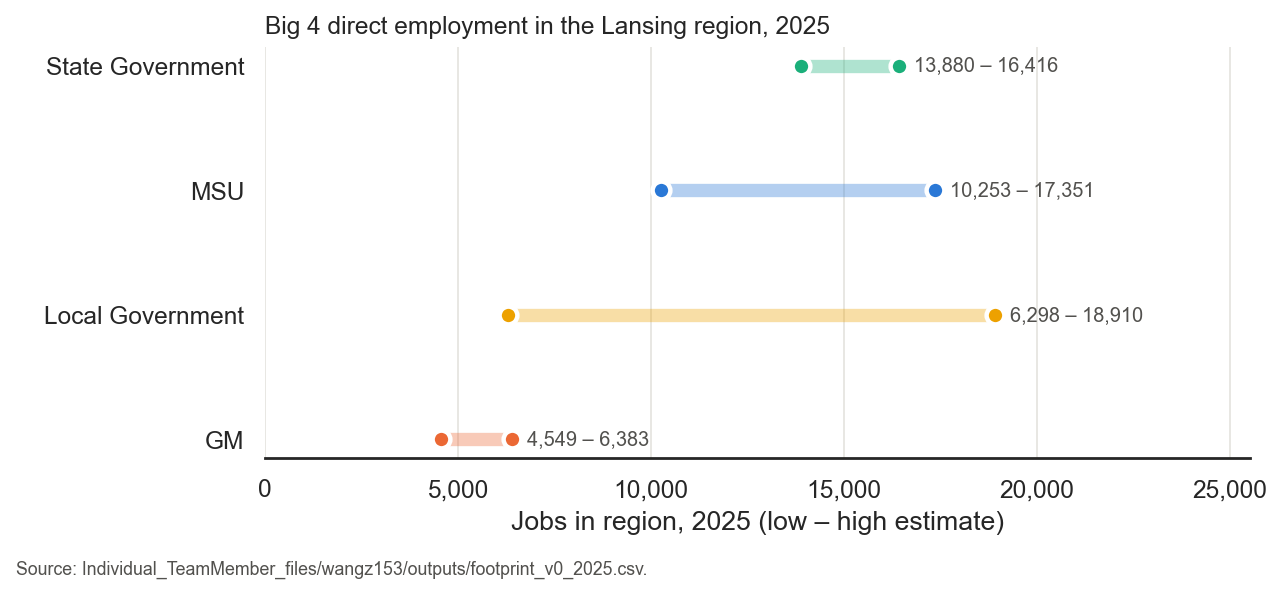 Big 4 direct employment in the Lansing region, 2025
State Government
13,880 – 16,416
MSU
10,253 – 17,351
Local Government
6,298 – 18,910
GM
4,549 – 6,383
0
5,000
10,000
15,000
20,000
25,000
Jobs in region, 2025 (low – high estimate)
Source: Individual_TeamMember_files/wangz153/outputs/footprint_v0_2025.csv.